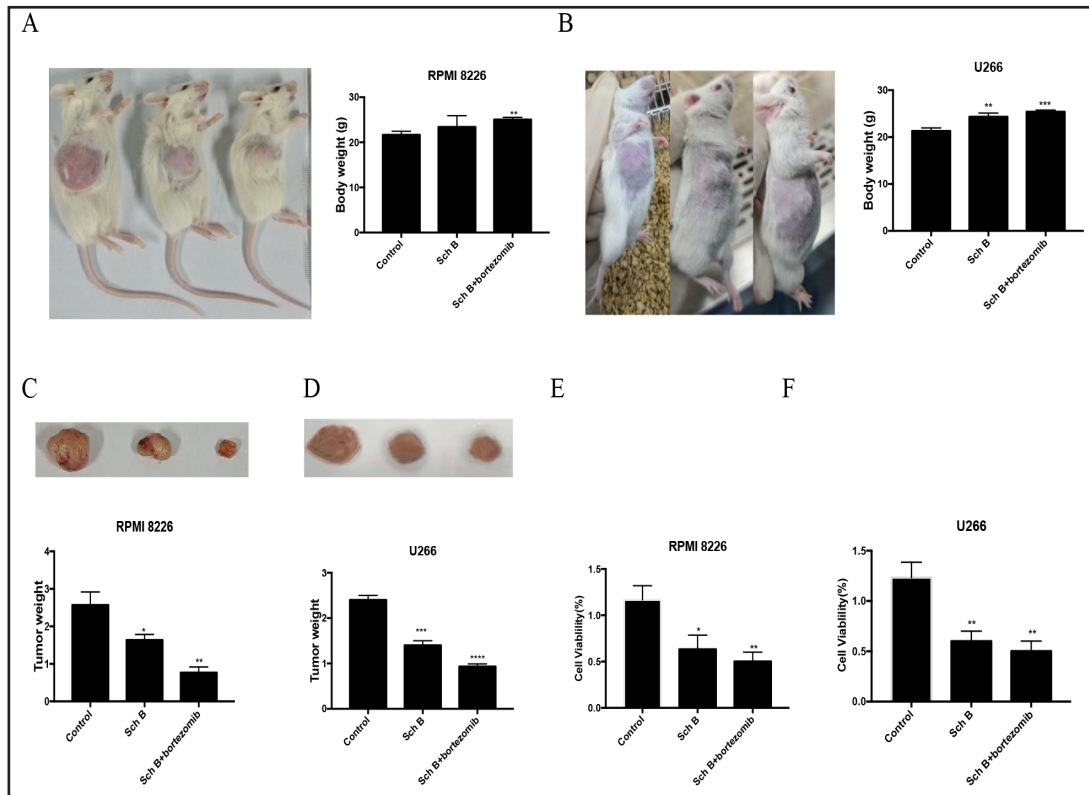 A
B
RPMI 8226
Body weight (g)
30
20
10
0
**
Control
Sch B
Sch B+bortezomib
U266
Body weight (g)
30
20
10
0
**
***
Control
Sch B
Sch B+bortezomib
C
D
E
F
RPMI 8226
Tumor weight
4
3
2
1
0
*
**
Control
Sch B
Sch B+bortezomib
U266
Tumor weight
3
2
1
0
***
****
Control
Sch B
Sch B+bortezomib
RPMI 8226
Cell Viability(%)
1.5
1.0
0.5
0.0
*
**
Control
Sch B
Sch B+bortezomib
U266
Cell Viability(%)
1.5
1.0
0.5
0.0
**
**
Control
Sch B
Sch B+bortezomib